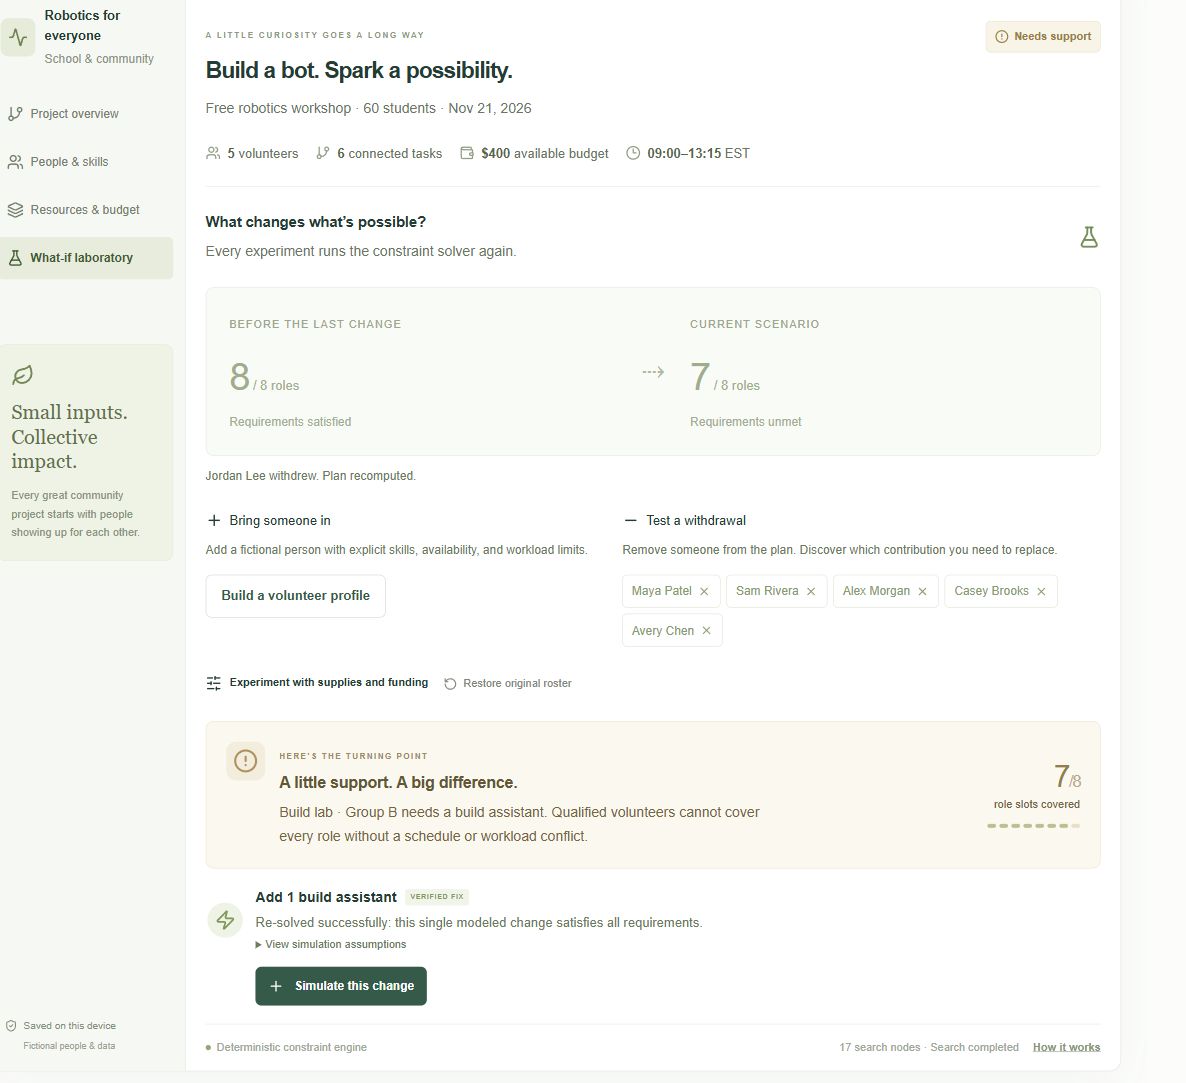 Robotics for
everyone
School & community
Project overview
People & skills
Resources & budget
What-if laboratory
Small inputs.
Collective
impact.
Every great community
project starts with people
showing up for each other.
Saved on this device
Fictional people & data
A LITTLE CURIOSITY GOES A LONG WAY
Needs support
Build a bot. Spark a possibility.
Free robotics workshop · 60 students · Nov 21, 2026
5 volunteers
6 connected tasks
$400 available budget
09:00–13:15 EST
What changes what's possible?
Every experiment runs the constraint solver again.
BEFORE THE LAST CHANGE
8 / 8 roles
Requirements satisfied
CURRENT SCENARIO
7 / 8 roles
Requirements unmet
Jordan Lee withdrew. Plan recomputed.
Bring someone in
Add a fictional person with explicit skills, availability, and workload limits.
Build a volunteer profile
Test a withdrawal
Remove someone from the plan. Discover which contribution you need to replace.
Maya Patel
Sam Rivera
Alex Morgan
Casey Brooks
Avery Chen
Experiment with supplies and funding
Restore original roster
HERE'S THE TURNING POINT
A little support. A big difference.
Build lab · Group B needs a build assistant. Qualified volunteers cannot cover
every role without a schedule or workload conflict.
7/8
role slots covered
Add 1 build assistant
VERIFIED FIX
Re-solved successfully: this single modeled change satisfies all requirements.
View simulation assumptions
Simulate this change
Deterministic constraint engine
17 search nodes · Search completed
How it works